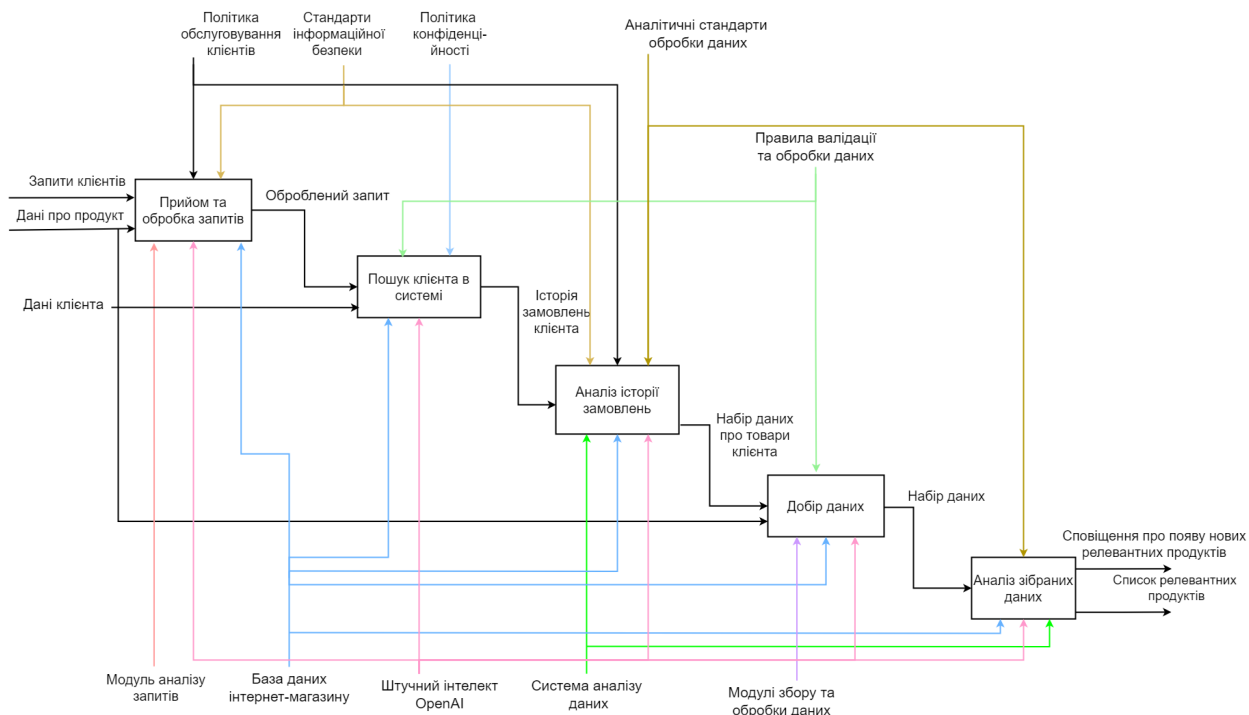 Політика
обслуговування
клієнтів
Стандарти
інформаційної
безпеки
Політика
конфіденці-
йності
Аналітичні стандарти
обробки даних
Правила валідації
та обробки даних
Запити клієнтів
Дані про продукт
Прийом та
обробка запитів
Оброблений запит
Дані клієнта
Пошук клієнта в
системі
Історія
замовлень
клієнта
Аналіз історії
замовлень
Набір даних
про товари
клієнта
Добір даних
Набір даних
Аналіз зібраних
даних
Сповіщення про появу нових
релевантних продуктів
Список релевантних
продуктів
Модуль аналізу
запитів
База даних
інтернет-магазину
Штучний інтелект
OpenAI
Система аналізу
даних
Модулі збору та
обробки даних